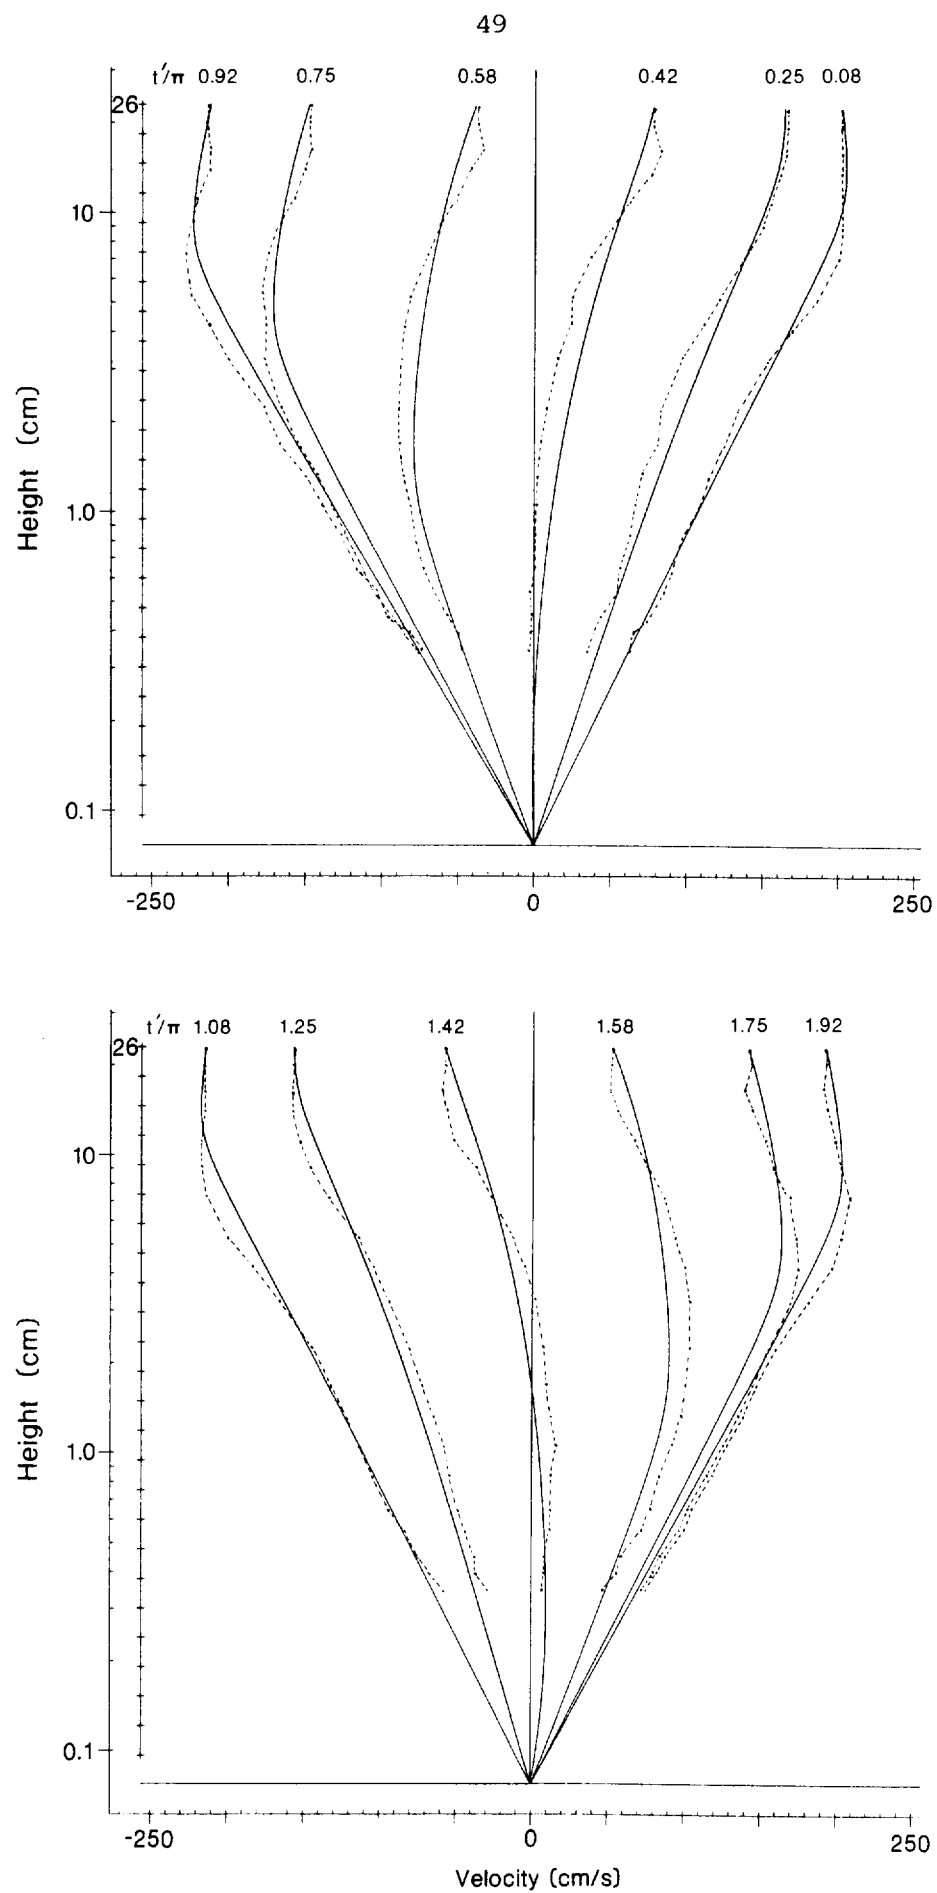 49
t′/π 0.92 0.75 0.58 0.42 0.25 0.08
26
10
1.0
0.1
Height (cm)
-250 0 250
t′/π 1.08 1.25 1.42 1.58 1.75 1.92
26
10
1.0
0.1
Height (cm)
-250 0 250
Velocity (cm/s)